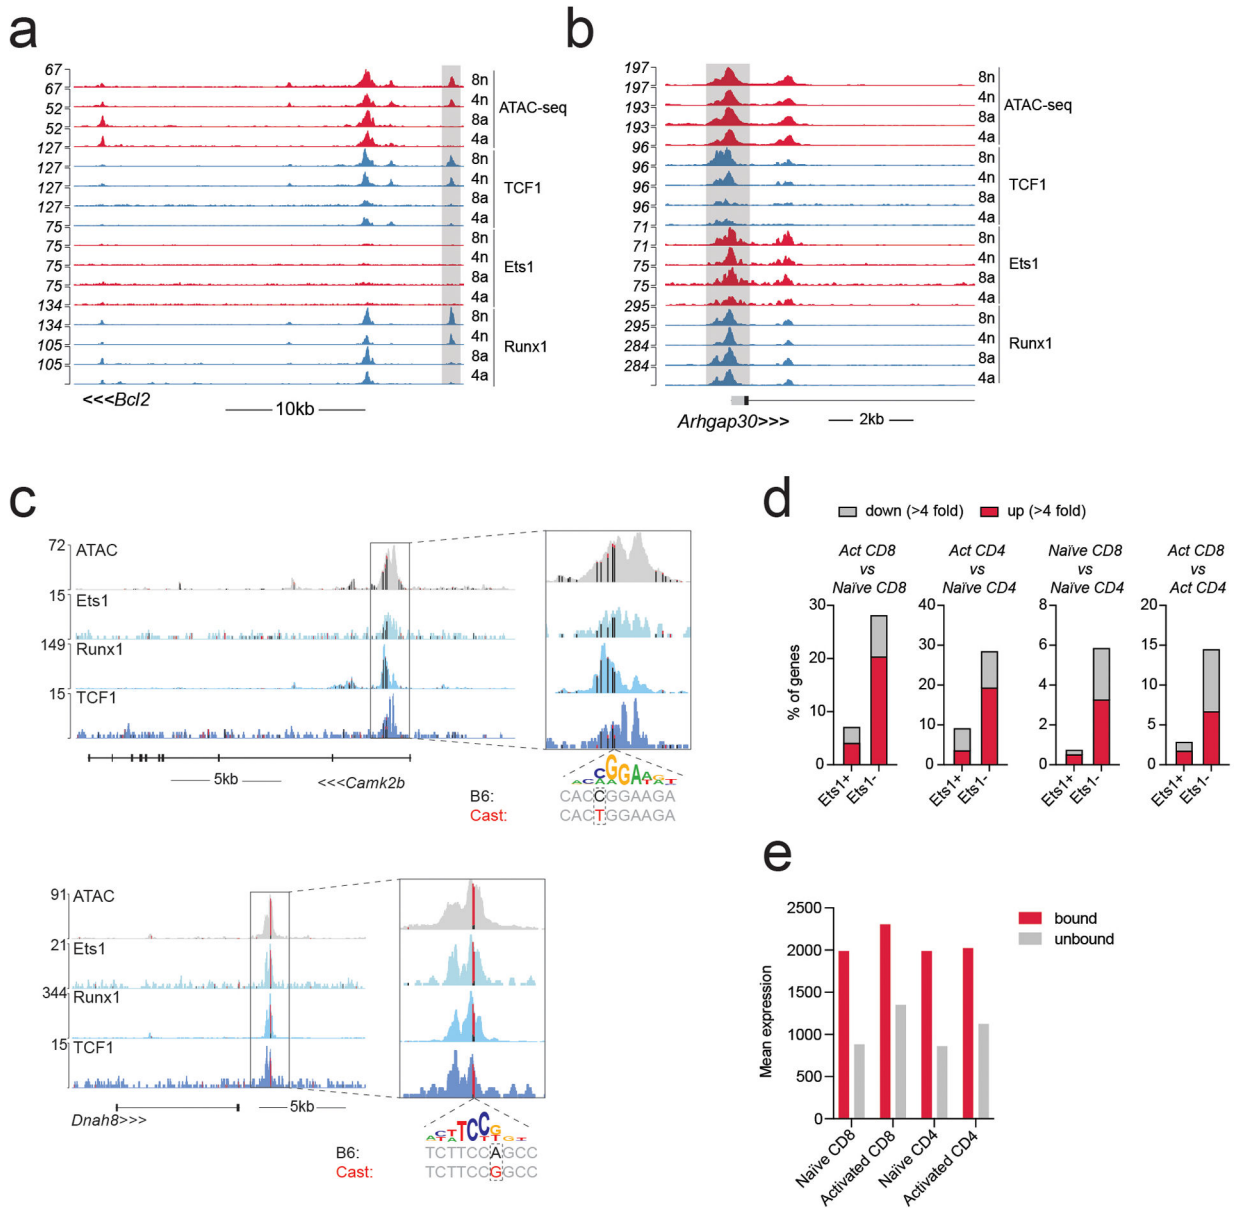 a
67
67
52
52
127
127
127
127
75
75
75
75
134
134
105
105
8n
4n
8a
4a
ATAC-seq
8n
4n
8a
4a
TCF1
8n
4n
8a
4a
Ets1
8n
4n
8a
4a
Runx1
<<<Bcl2
10kb
b
197
197
193
193
96
96
96
96
71
71
75
75
295
295
284
284
8n
4n
8a
4a
ATAC-seq
8n
4n
8a
4a
TCF1
8n
4n
8a
4a
Ets1
8n
4n
8a
4a
Runx1
Arhgap30>>>
2kb
c
72
ATAC
15
Ets1
149
Runx1
15
TCF1
5kb
<<<Camk2b
B6:
CACCGGAAGA
Cast:
CACTGGAAGA
91
ATAC
21
Ets1
344
Runx1
15
TCF1
Dnah8>>>
5kb
B6:
TCTTCCAGCC
Cast:
TCTTCCGGCC
d
down (>4 fold)
up (>4 fold)
Act CD8
vs
Naïve CD8
Act CD4
vs
Naïve CD4
Naïve CD8
vs
Naïve CD4
Act CD8
vs
Act CD4
% of genes
30
20
10
0
Ets1+
Ets1-
40
30
20
10
0
Ets1+
Ets1-
8
6
4
2
0
Ets1+
Ets1-
20
15
10
5
0
Ets1+
Ets1-
e
Mean expression
2500
2000
1500
1000
500
0
Naïve CD8
Activated CD8
Naïve CD4
Activated CD4
bound
unbound